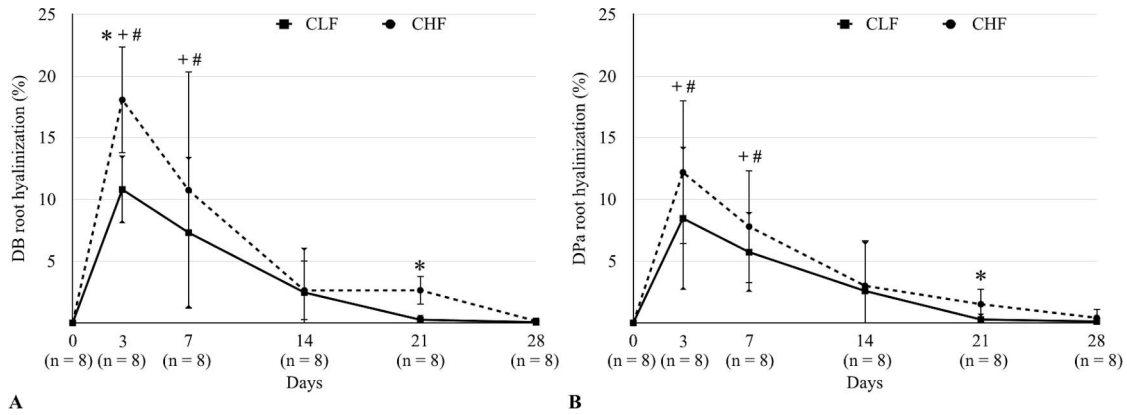 CLF CHF
25
20
15
10
5
DB root hyalinization (%)
* + #
+ #
*
0 3 7 14 21 28
(n = 8) (n = 8) (n = 8) (n = 8) (n = 8) (n = 8)
Days
A
CLF CHF
25
20
15
10
5
DPa root hyalinization (%)
+ #
+ #
*
0 3 7 14 21 28
(n = 8) (n = 8) (n = 8) (n = 8) (n = 8) (n = 8)
Days
B